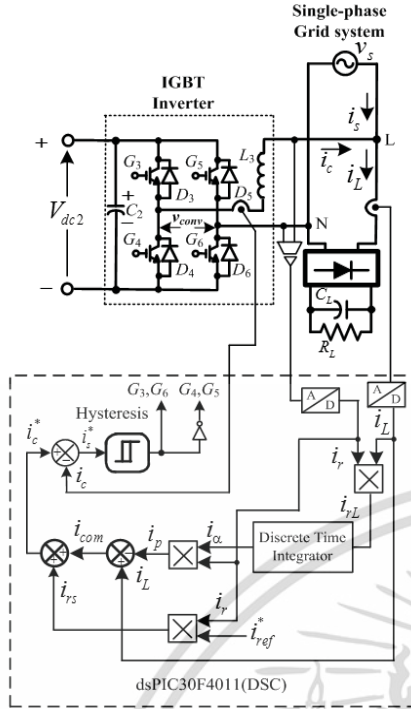 Single-phase
Grid system
v_s
IGBT
Inverter
i_s
L
i_c
i_L
+
G_3
G_5
L_3
D_3
D_5
V_dc2
+
C_2
v_conv
N
G_4
G_6
D_4
D_6
−
C_L
R_L
G_3,G_6
G_4,G_5
A
D
A
D
Hysteresis
i_c^*
i_s^*
i_c
i_r
i_L
i_rL
i_com
i_p
i_α
Discrete Time
Integrator
i_L
i_rs
i_r
i_ref^*
dsPIC30F4011(DSC)